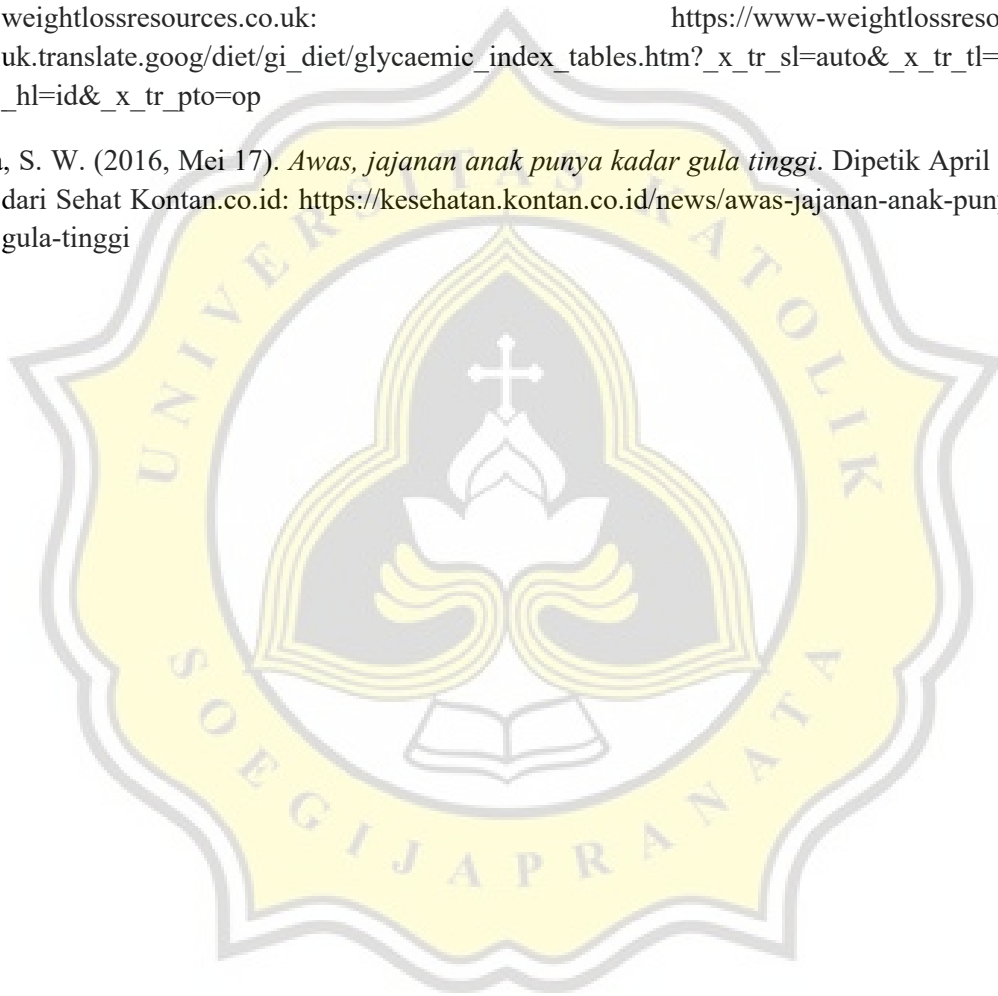 weightlossresources.co.uk: https://www-weightlossreso
uk.translate.goog/diet/gi_diet/glycaemic_index_tables.htm?_x_tr_sl=auto&_x_tr_tl=
_hl=id&_x_tr_pto=op
, S. W. (2016, Mei 17). Awas, jajanan anak punya kadar gula tinggi. Dipetik April
dari Sehat Kontan.co.id: https://kesehatan.kontan.co.id/news/awas-jajanan-anak-pun
gula-tinggi
UNIVERSITAS KATOLIK
SOEGIJAPRANATA